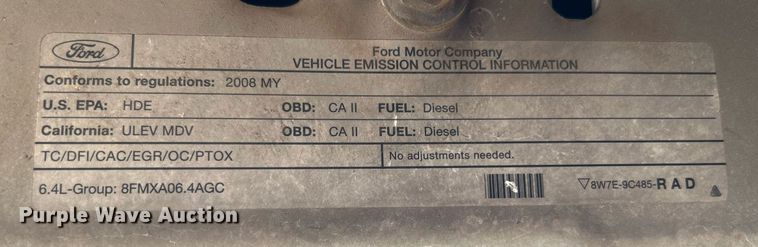 Ford
Ford Motor Company
VEHICLE EMISSION CONTROL INFORMATION
Conforms to regulations: 2008 MY
U.S. EPA: HDE OBD: CA II FUEL: Diesel
California: ULEV MDV OBD: CA II FUEL: Diesel
TC/DFI/CAC/EGR/OC/PTOX No adjustments needed.
6.4L-Group: 8FMXA06.4AGC ▽8W7E-9C485-RAD
Purple Wave Auction